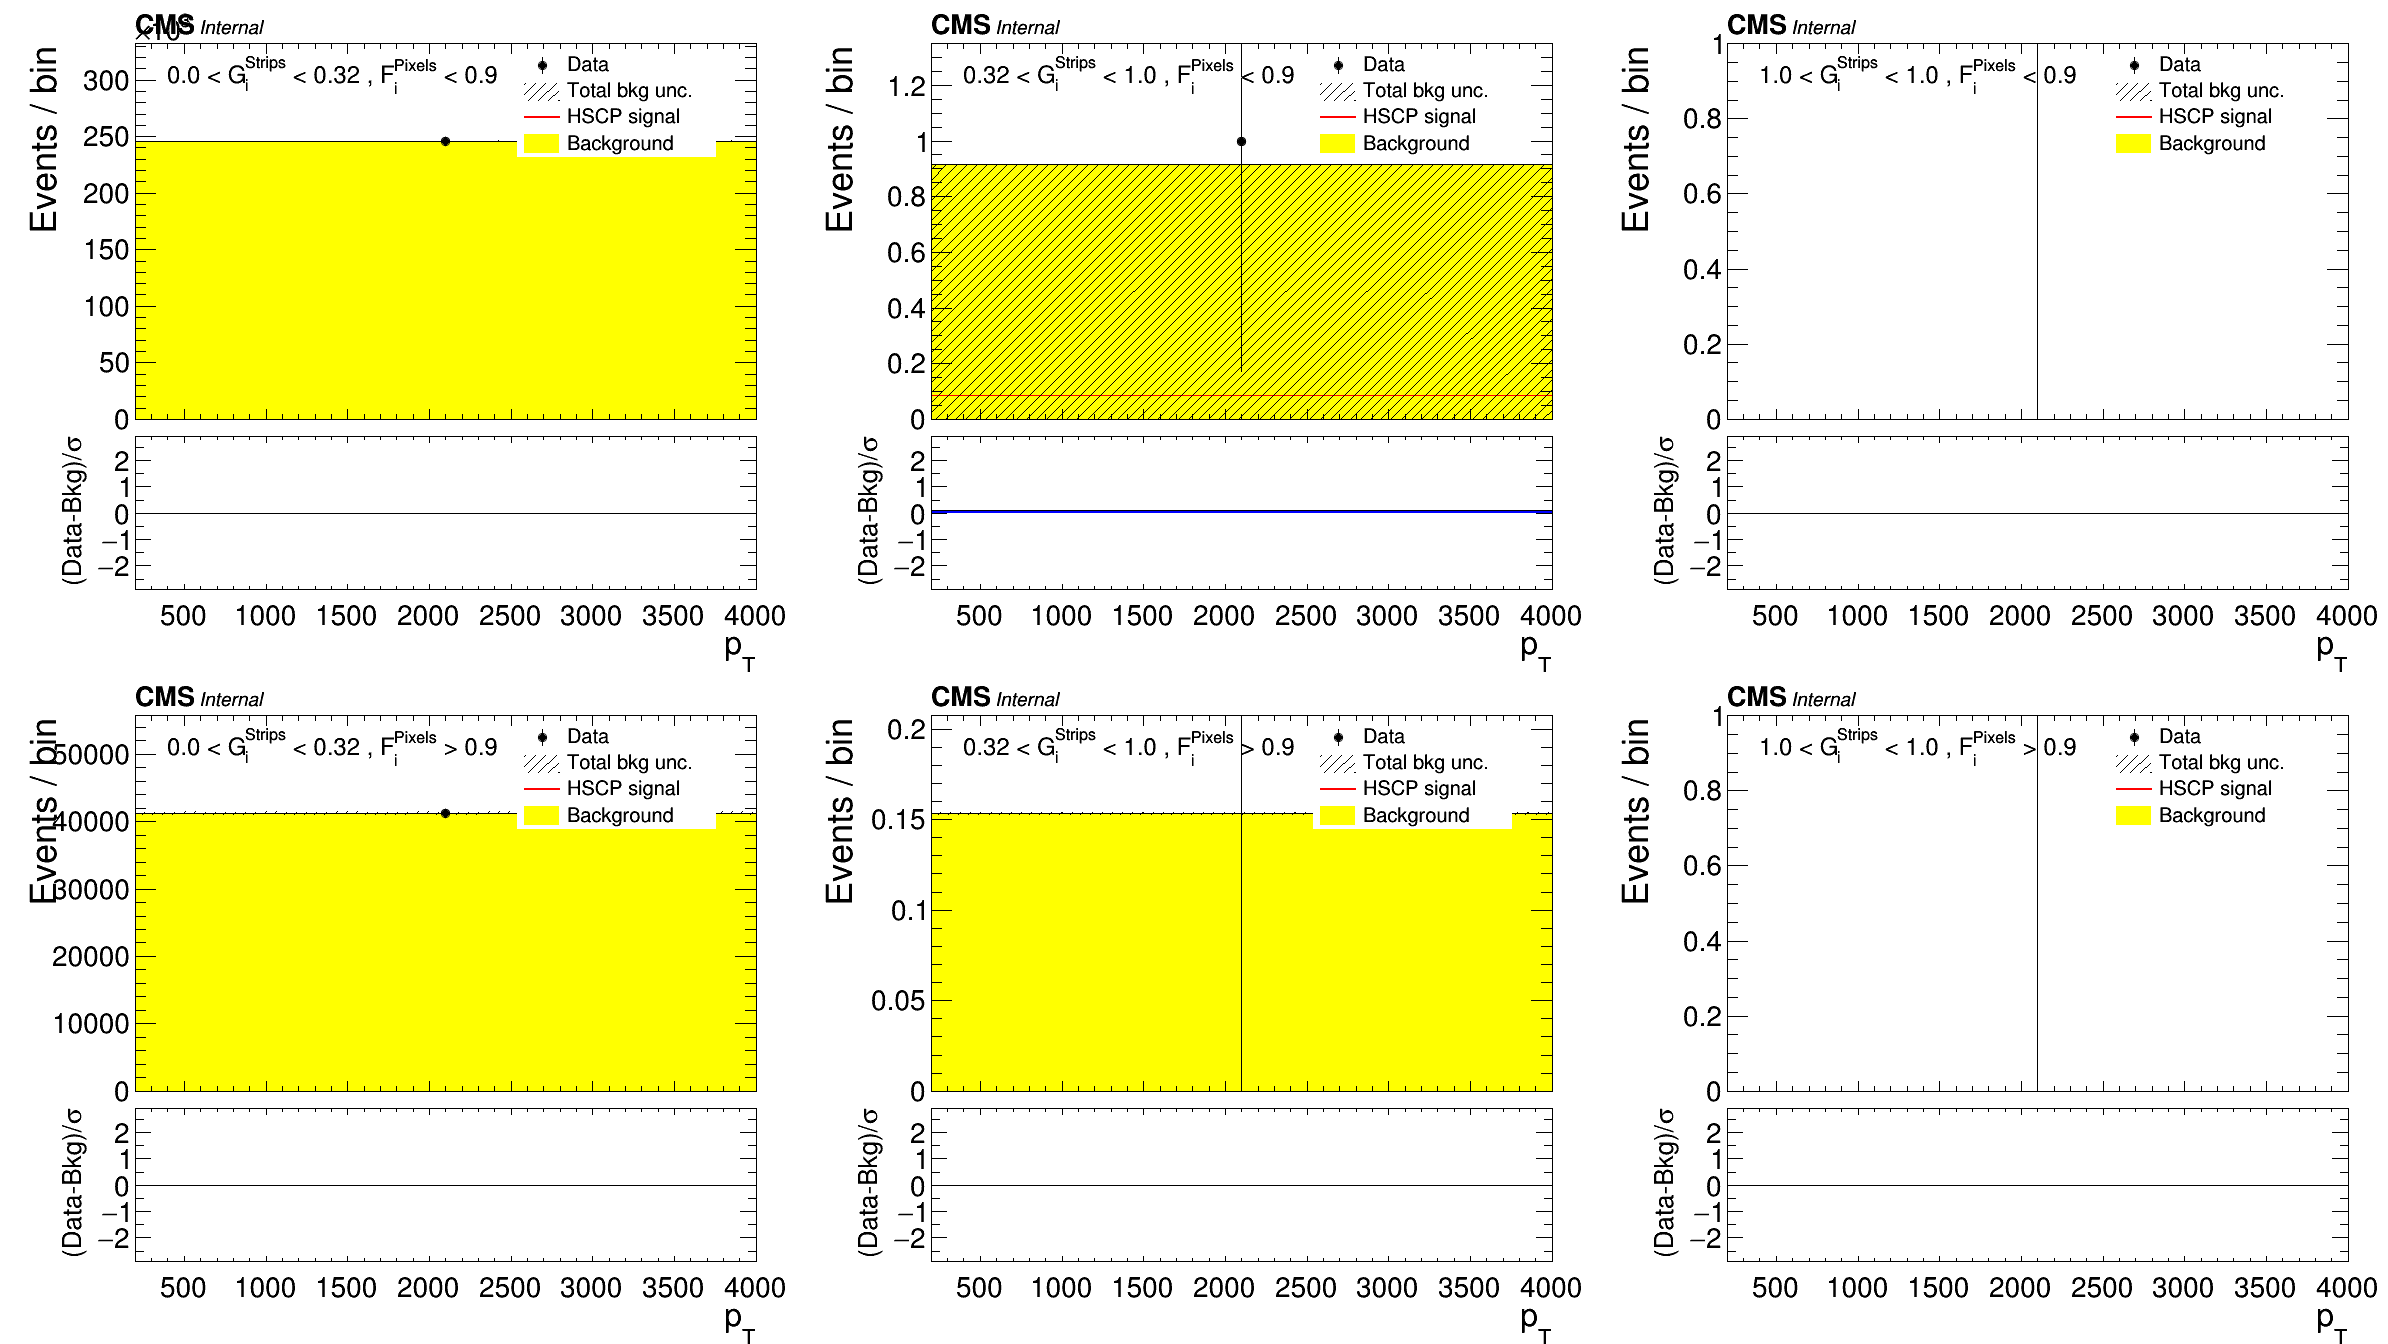 CMS Internal
×10³
Events / bin
0.0 < G_i^Strips < 0.32 , F_i^Pixels < 0.9
Data
Total bkg unc.
HSCP signal
Background
300
250
200
150
100
50
0
(Data-Bkg)/σ
2
1
0
−1
−2
500 1000 1500 2000 2500 3000 3500 4000
p_T
CMS Internal
Events / bin
0.32 < G_i^Strips < 1.0 , F_i^Pixels < 0.9
Data
Total bkg unc.
HSCP signal
Background
1.2
1
0.8
0.6
0.4
0.2
0
(Data-Bkg)/σ
2
1
0
−1
−2
500 1000 1500 2000 2500 3000 3500 4000
p_T
CMS Internal
Events / bin
1.0 < G_i^Strips < 1.0 , F_i^Pixels < 0.9
Data
Total bkg unc.
HSCP signal
Background
1
0.8
0.6
0.4
0.2
0
(Data-Bkg)/σ
2
1
0
−1
−2
500 1000 1500 2000 2500 3000 3500 4000
p_T
CMS Internal
Events / bin
0.0 < G_i^Strips < 0.32 , F_i^Pixels > 0.9
Data
Total bkg unc.
HSCP signal
Background
50000
40000
30000
20000
10000
0
(Data-Bkg)/σ
2
1
0
−1
−2
500 1000 1500 2000 2500 3000 3500 4000
p_T
CMS Internal
Events / bin
0.32 < G_i^Strips < 1.0 , F_i^Pixels > 0.9
Data
Total bkg unc.
HSCP signal
Background
0.2
0.15
0.1
0.05
0
(Data-Bkg)/σ
2
1
0
−1
−2
500 1000 1500 2000 2500 3000 3500 4000
p_T
CMS Internal
Events / bin
1.0 < G_i^Strips < 1.0 , F_i^Pixels > 0.9
Data
Total bkg unc.
HSCP signal
Background
1
0.8
0.6
0.4
0.2
0
(Data-Bkg)/σ
2
1
0
−1
−2
500 1000 1500 2000 2500 3000 3500 4000
p_T